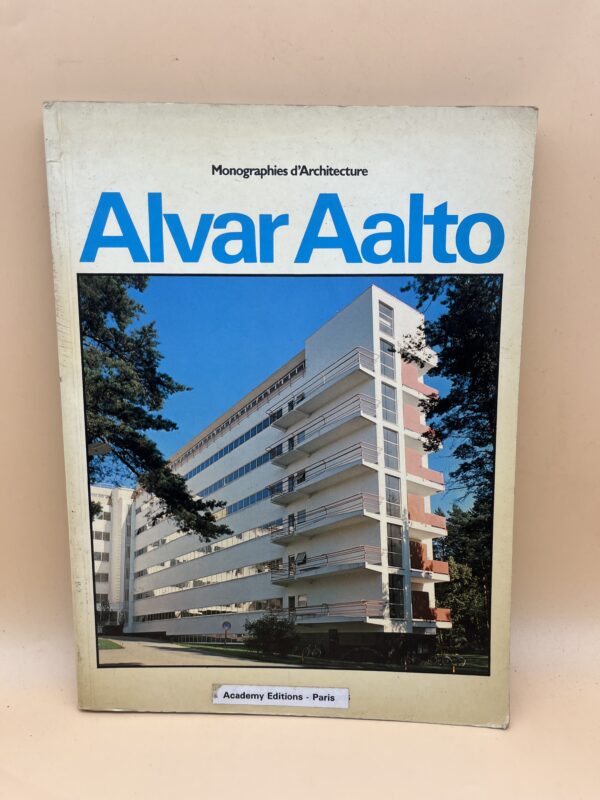 Monographies d'Architecture
Alvar Aalto
Academy Editions - Paris